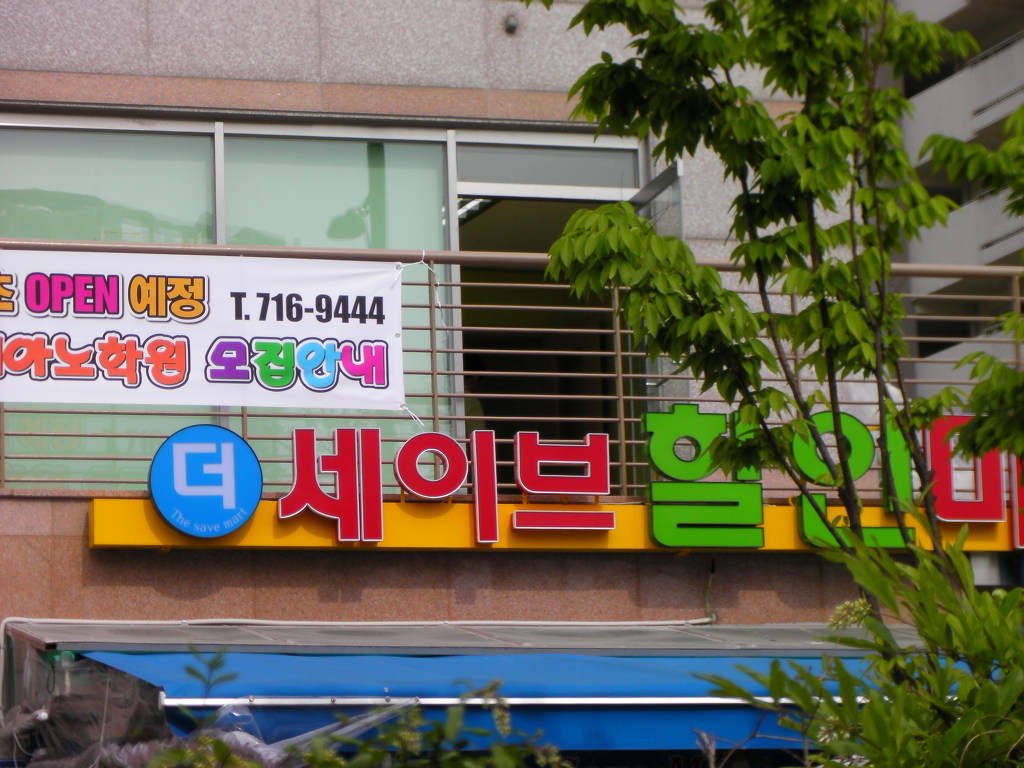 OPEN 예정 T. 716-9444
아노학원 모집안내
더 세이브 할인
The save mart